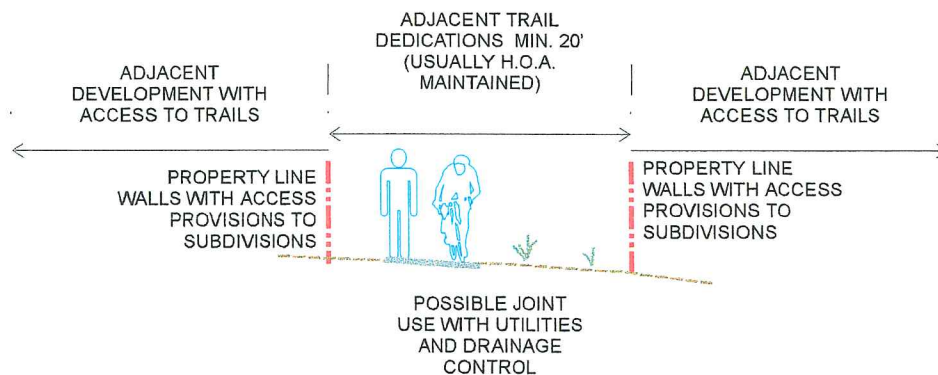 ADJACENT TRAIL
DEDICATIONS MIN. 20'
(USUALLY H.O.A.
MAINTAINED)
ADJACENT
DEVELOPMENT WITH
ACCESS TO TRAILS
ADJACENT
DEVELOPMENT WITH
ACCESS TO TRAILS
PROPERTY LINE
WALLS WITH ACCESS
PROVISIONS TO
SUBDIVISIONS
PROPERTY LINE
WALLS WITH ACCESS
PROVISIONS TO
SUBDIVISIONS
POSSIBLE JOINT
USE WITH UTILITIES
AND DRAINAGE
CONTROL